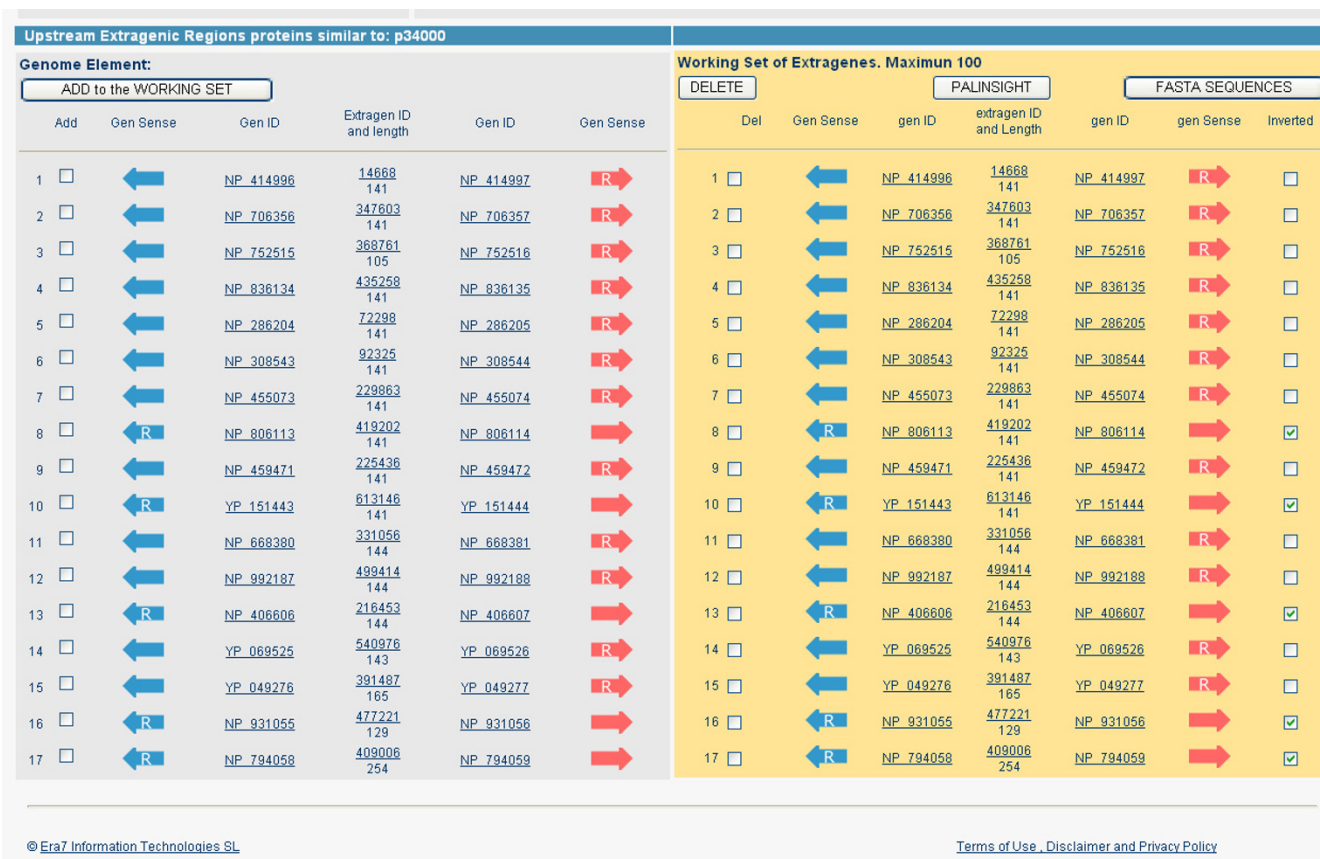 Upstream Extragenic Regions proteins similar to: p34000
Genome Element:
ADD to the WORKING SET
Add Gen Sense Gen ID Extragen ID and length Gen ID Gen Sense
1 NP_414996 14668 NP_414997 R
141
2 NP_706356 347603 NP_706357 R
141
3 NP_752515 368761 NP_752516 R
105
4 NP_836134 435258 NP_836135 R
141
5 NP_286204 72298 NP_286205 R
141
6 NP_308543 92325 NP_308544 R
141
7 NP_455073 229863 NP_455074 R
141
8 R NP_806113 419202 NP_806114
141
9 NP_459471 225436 NP_459472 R
141
10 R YP_151443 613146 YP_151444
141
11 NP_668380 331056 NP_668381 R
144
12 NP_992187 499414 NP_992188 R
144
13 R NP_406606 216453 NP_406607
144
14 YP_069525 540976 YP_069526 R
143
15 YP_049276 391487 YP_049277 R
165
16 R NP_931055 477221 NP_931056
129
17 R NP_794058 409006 NP_794059
254
Working Set of Extragenes. Maximun 100
DELETE PALINSIGHT FASTA SEQUENCES
Del Gen Sense gen ID extragen ID and Length gen ID gen Sense Inverted
1 NP_414996 14668 NP_414997 R
141
2 NP_706356 347603 NP_706357 R
141
3 NP_752515 368761 NP_752516 R
105
4 NP_836134 435258 NP_836135 R
141
5 NP_286204 72298 NP_286205 R
141
6 NP_308543 92325 NP_308544 R
141
7 NP_455073 229863 NP_455074 R
141
8 R NP_806113 419202 NP_806114
141
9 NP_459471 225436 NP_459472 R
141
10 R YP_151443 613146 YP_151444
141
11 NP_668380 331056 NP_668381 R
144
12 NP_992187 499414 NP_992188 R
144
13 R NP_406606 216453 NP_406607
144
14 YP_069525 540976 YP_069526 R
143
15 YP_049276 391487 YP_049277 R
165
16 R NP_931055 477221 NP_931056
129
17 R NP_794058 409006 NP_794059
254
© Era7 Information Technologies SL
Terms of Use , Disclaimer and Privacy Policy